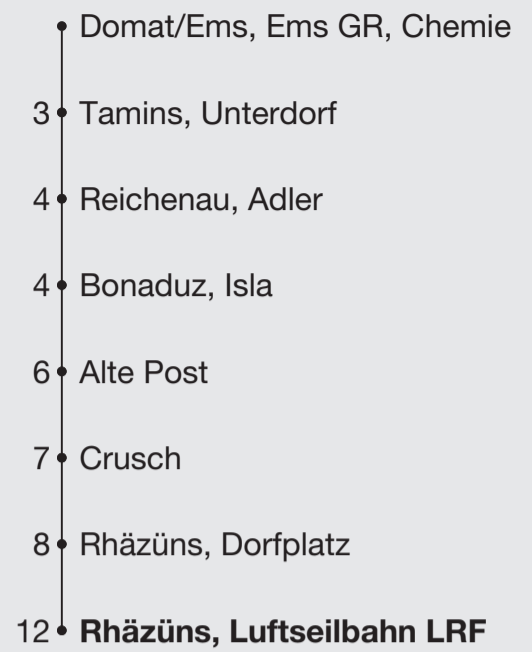 Domat/Ems, Ems GR, Chemie
3 Tamins, Unterdorf
4 Reichenau, Adler
4 Bonaduz, Isla
6 Alte Post
7 Crusch
8 Rhäzüns, Dorfplatz
12 Rhäzüns, Luftseilbahn LRF